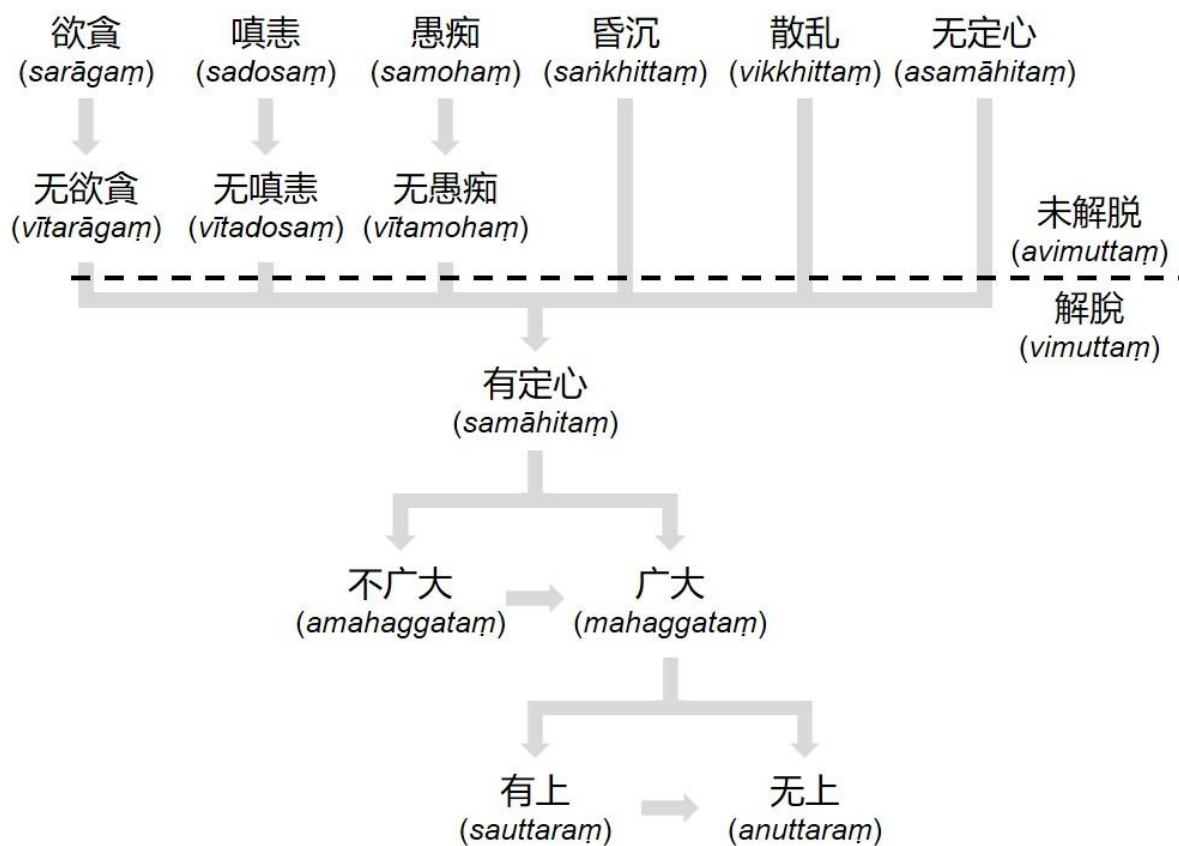 欲貪 嗔恚 愚痴 昏沉 散乱 无定心
(sarāgaṃ) (sadosaṃ) (samohaṃ) (saṅkhittaṃ) (vikkhittaṃ) (asamāhitaṃ)
无欲貪 无嗔恚 无愚痴
(vītarāgaṃ) (vītadosaṃ) (vītamohaṃ)
未解脱
(avimuttaṃ)
解脫
(vimuttaṃ)
有定心
(samāhitaṃ)
不广大 广大
(amahaggataṃ) (mahaggataṃ)
有上 无上
(sauttaraṃ) (anuttaraṃ)